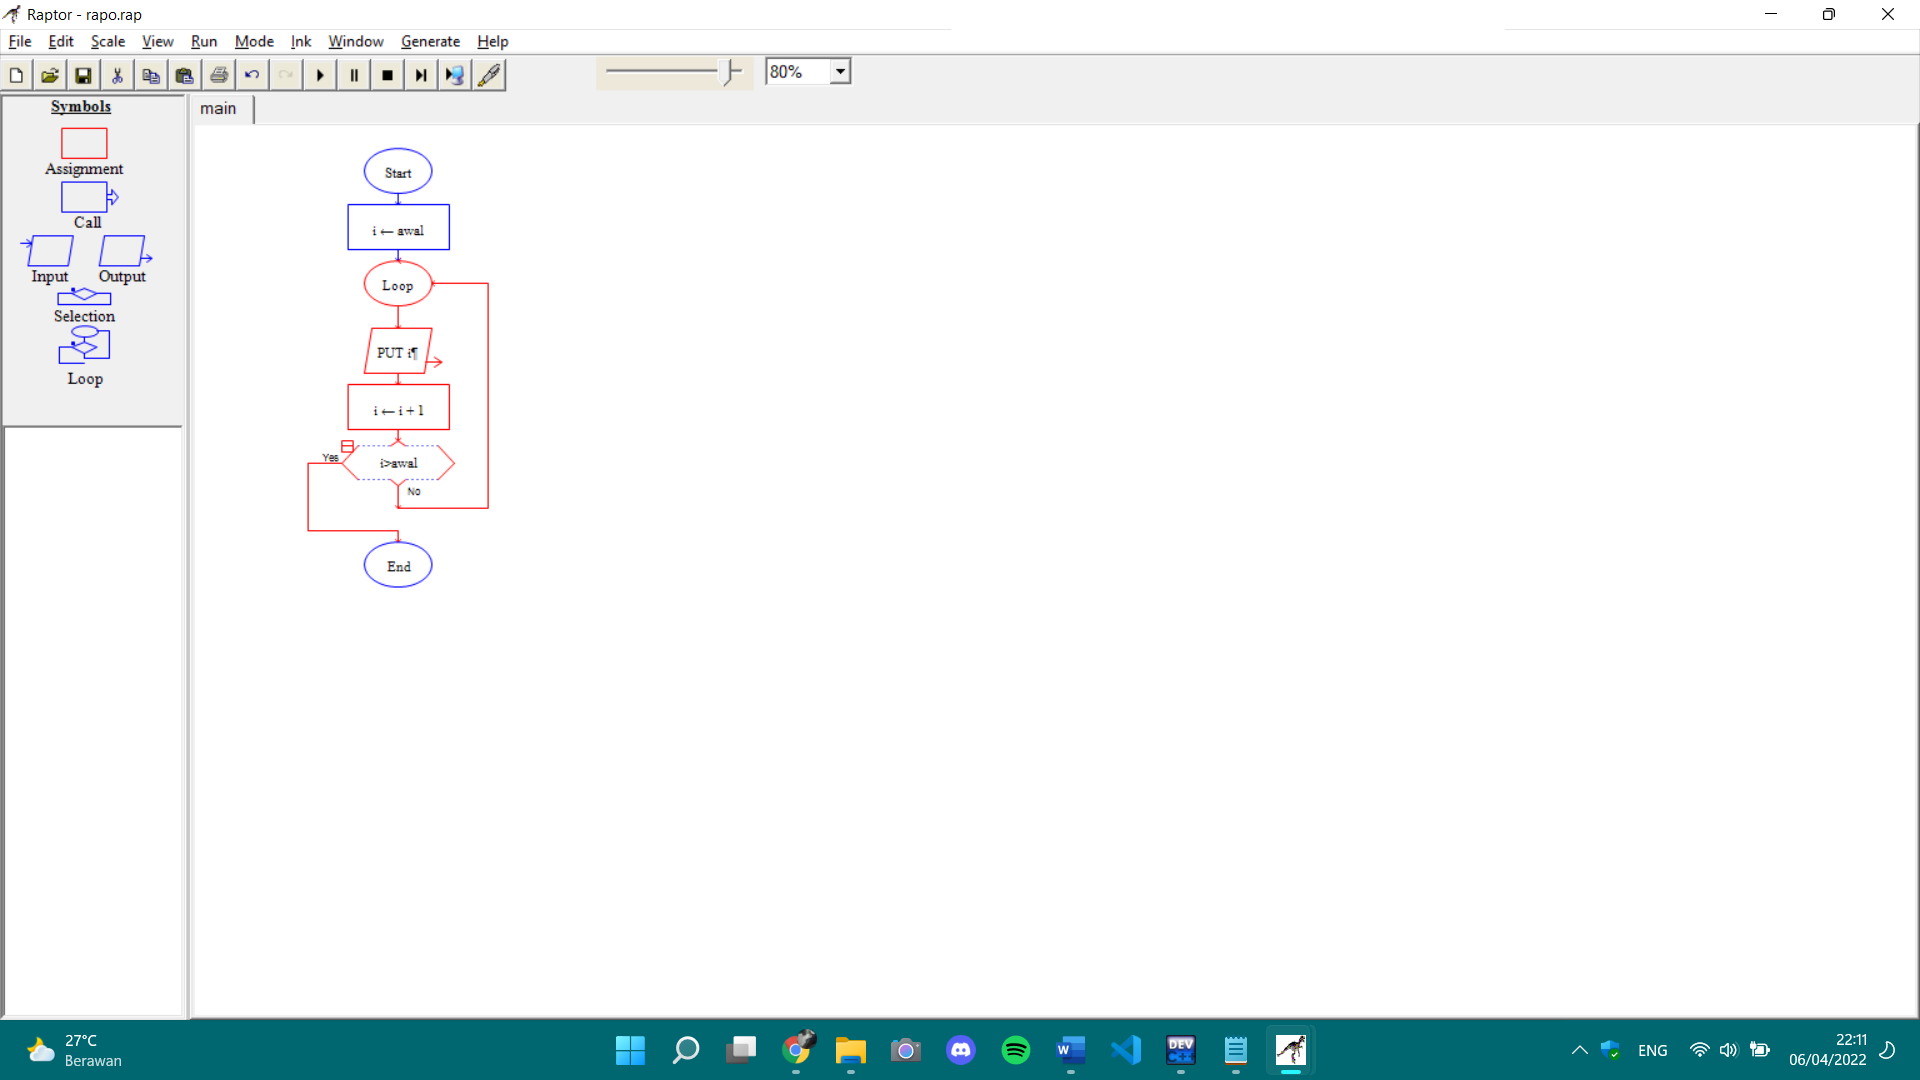 Raptor - rapo.rap
File Edit Scale View Run Mode Ink Window Generate Help
80%
Symbols
Assignment
Call
Input Output
Selection
Loop
main
Start
i ← awal
Loop
PUT i¶
i ← i + 1
Yes
i>awal
No
End
27°C
Berawan
W
DEV
C++
ENG
22:11
06/04/2022